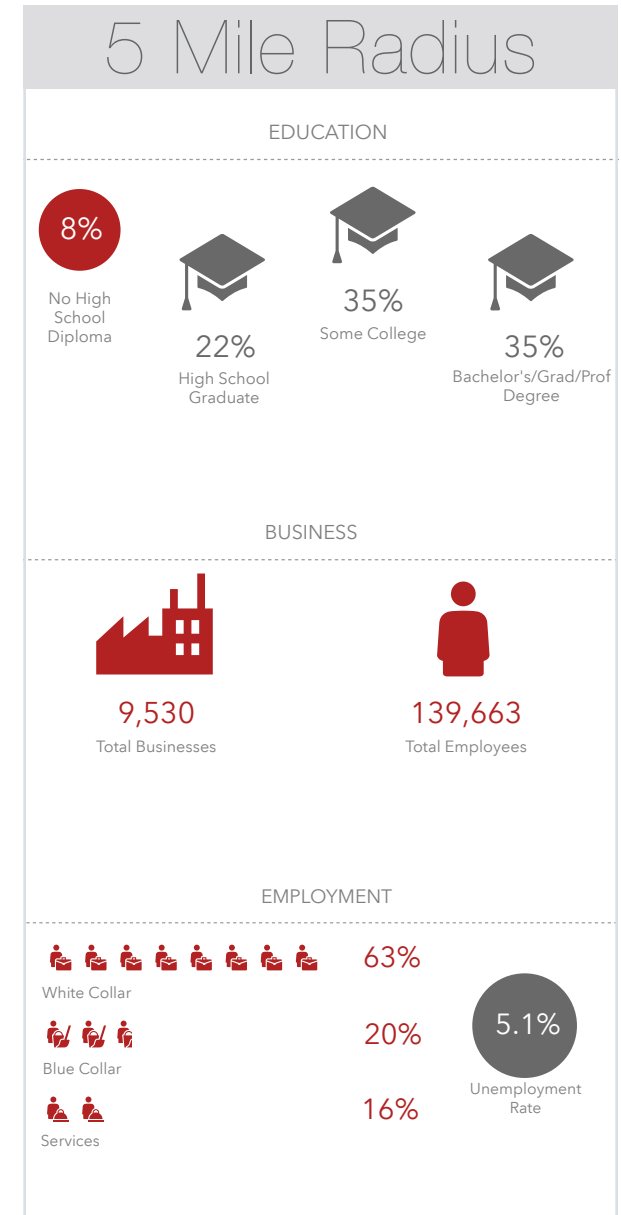 5 Mile Radius
EDUCATION
8%
No High
School
Diploma
22%
High School
Graduate
35%
Some College
35%
Bachelor's/Grad/Prof
Degree
BUSINESS
9,530
Total Businesses
139,663
Total Employees
EMPLOYMENT
63%
White Collar
20%
Blue Collar
16%
Services
5.1%
Unemployment
Rate